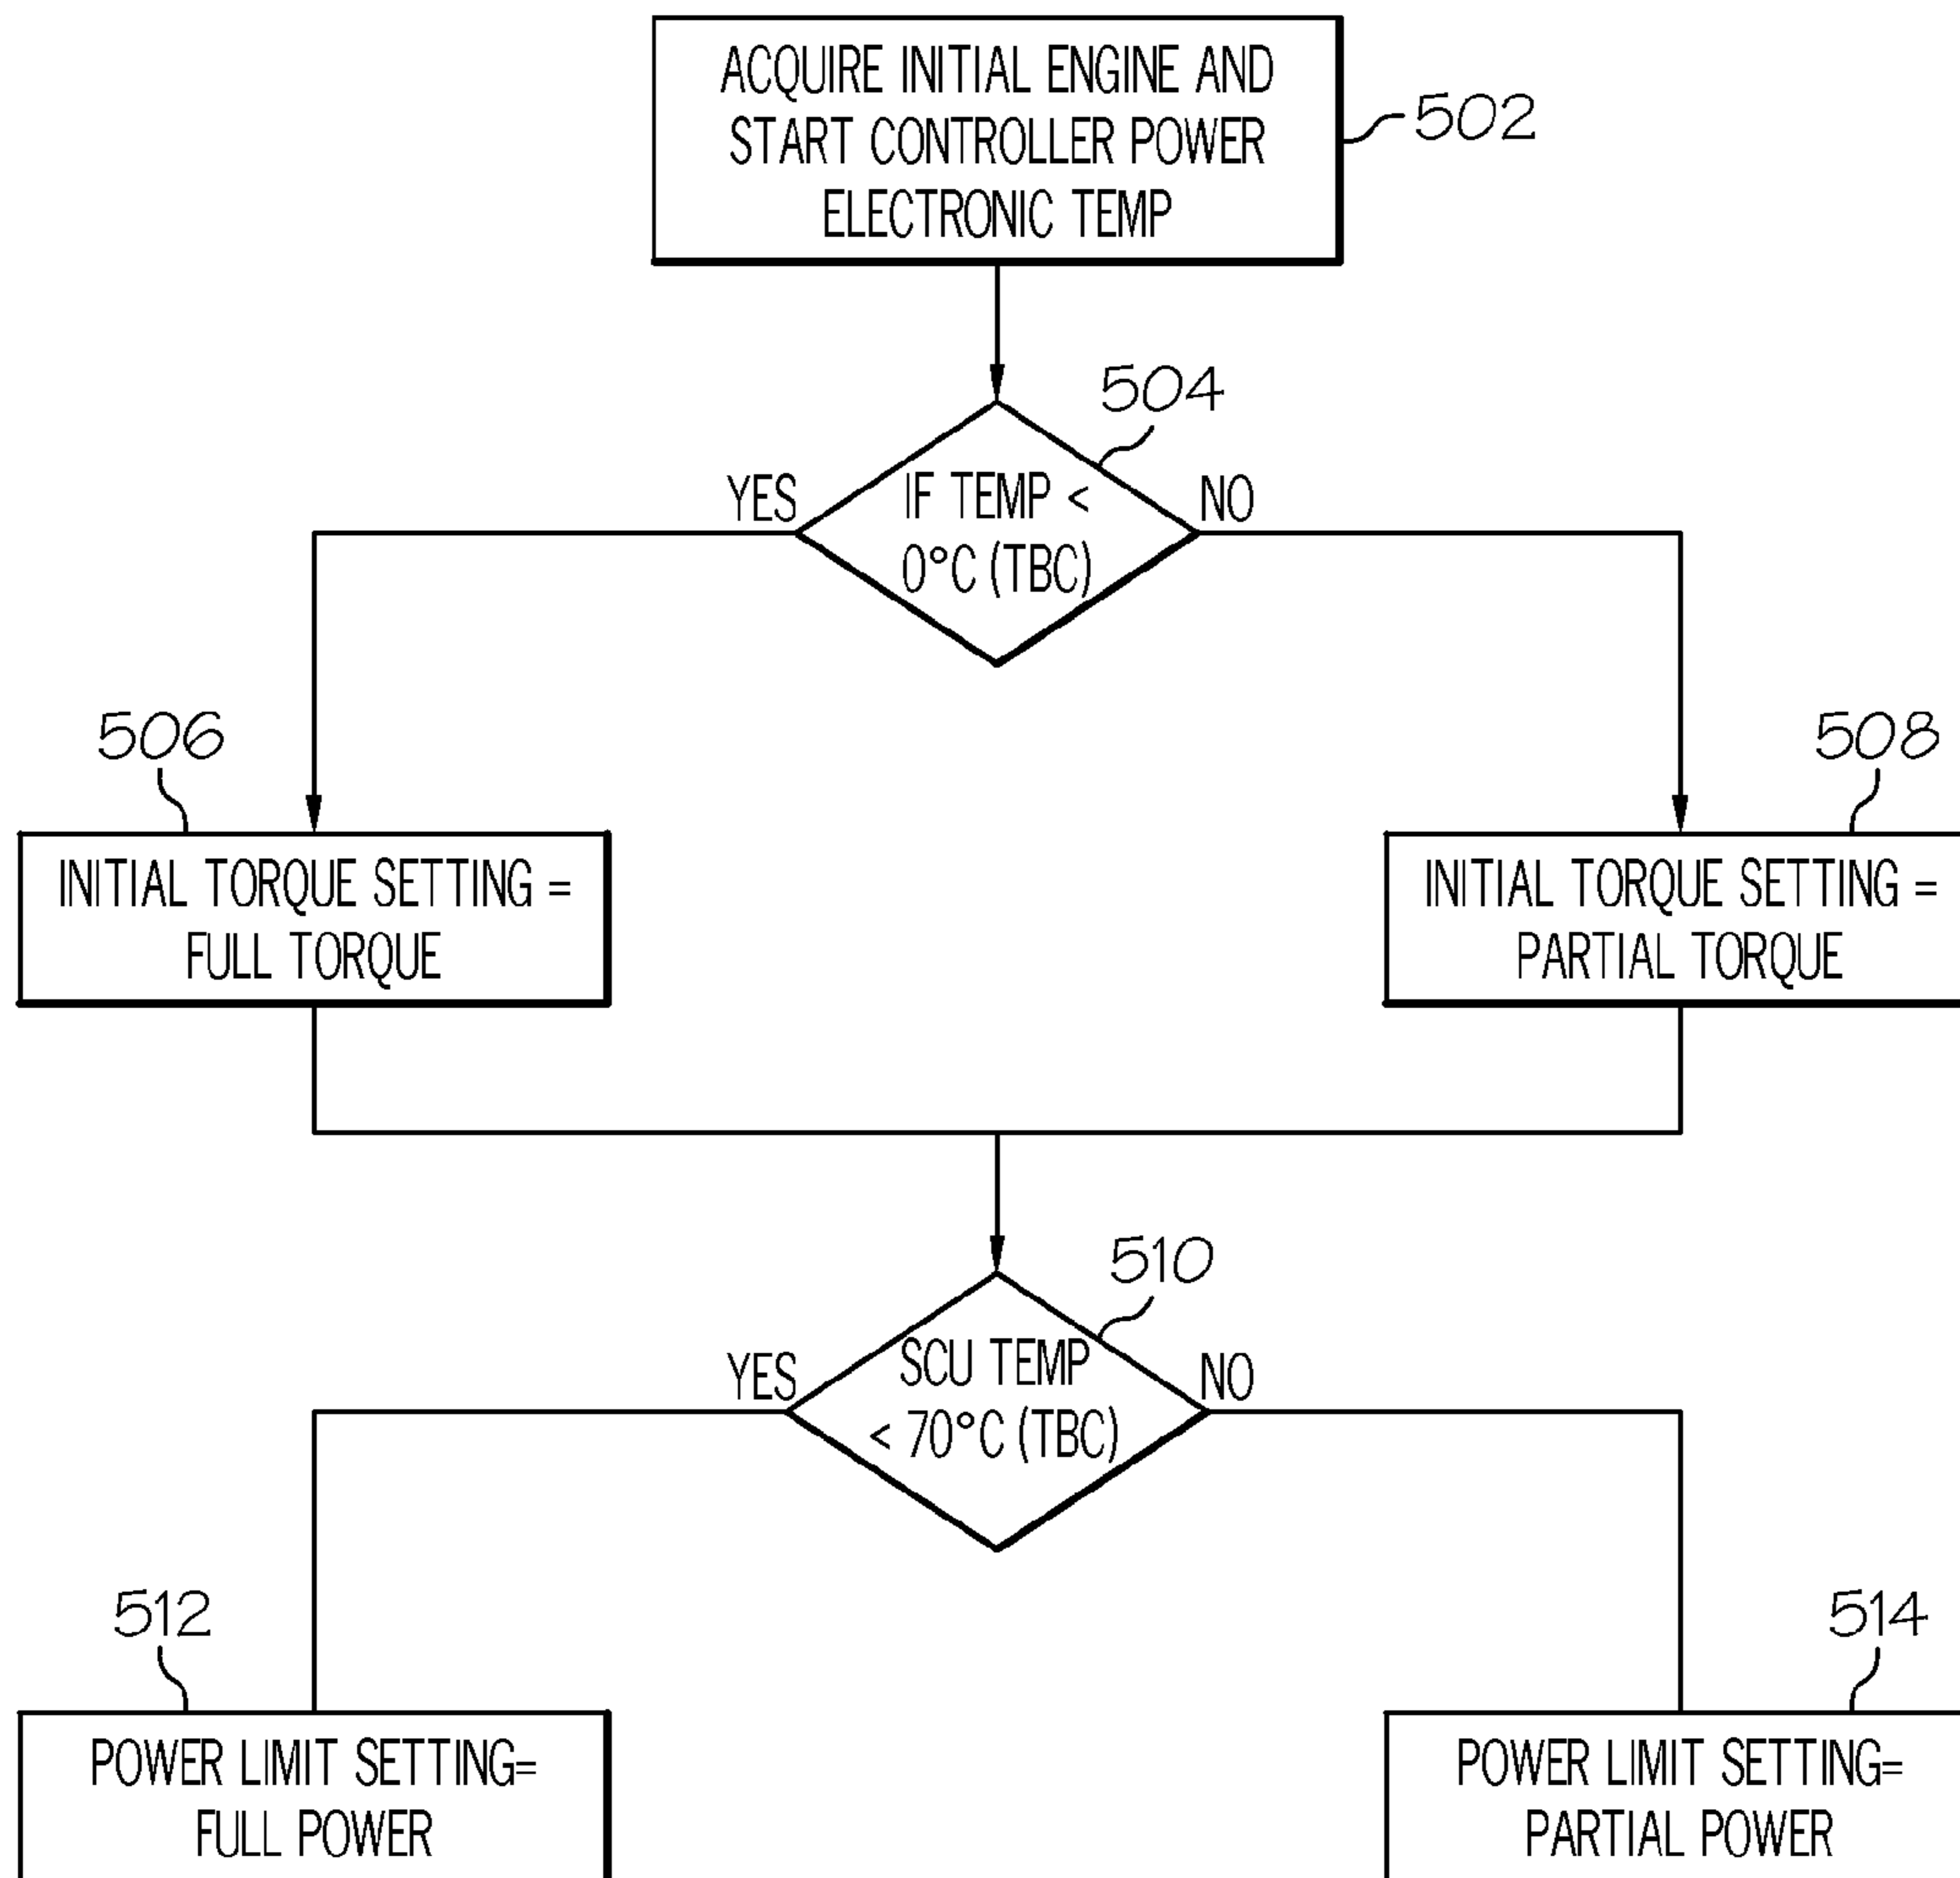 ACQUIRE INITIAL ENGINE AND
START CONTROLLER POWER
ELECTRONIC TEMP
502
504
YES
IF TEMP <
0°C (TBC)
NO
506
508
INITIAL TORQUE SETTING =
FULL TORQUE
INITIAL TORQUE SETTING =
PARTIAL TORQUE
510
YES
SCU TEMP
< 70°C (TBC)
NO
512
514
POWER LIMIT SETTING=
FULL POWER
POWER LIMIT SETTING=
PARTIAL POWER